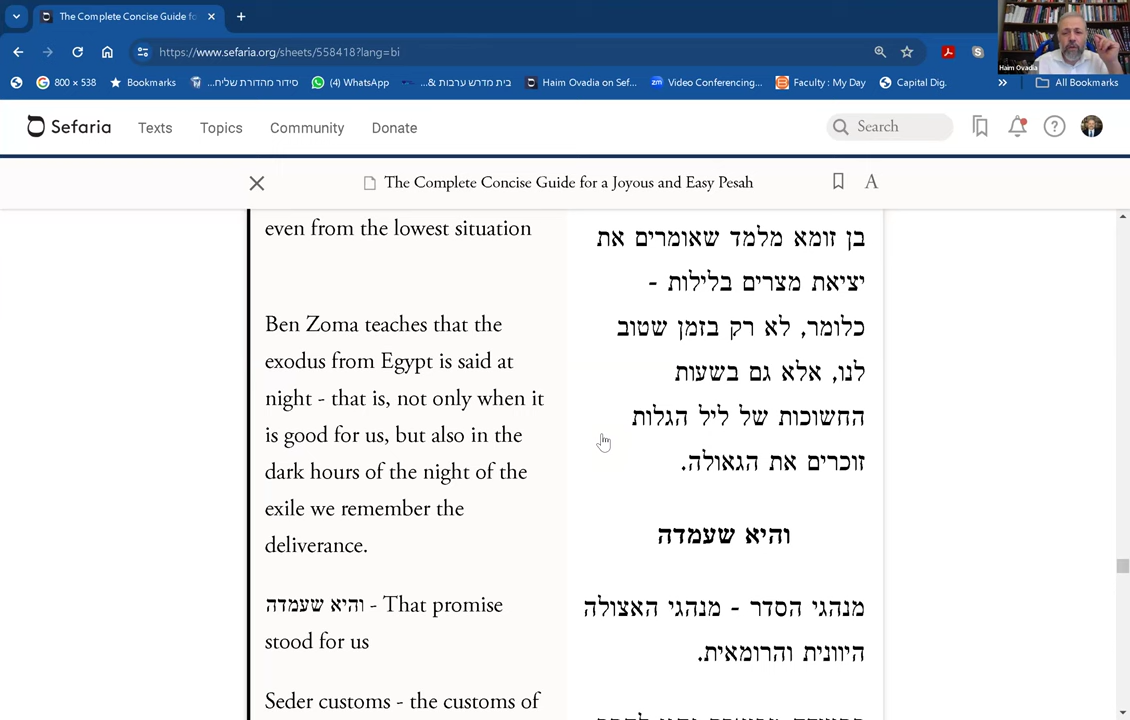 The Complete Concise Guide fo
https://www.sefaria.org/sheets/558418?lang=bi
800 × 538
Bookmarks
סידור מהדורת שליח...
(4) WhatsApp
בית מדרש ערבות &...
Haim Ovadia on Sef...
Video Conferencing...
Faculty : My Day
Capital Dig.
All Bookmarks
Haim Ovadia
Sefaria
Texts
Topics
Community
Donate
Search
The Complete Concise Guide for a Joyous and Easy Pesah
A
even from the lowest situation
Ben Zoma teaches that the
exodus from Egypt is said at
night - that is, not only when it
is good for us, but also in the
dark hours of the night of the
exile we remember the
deliverance.
והיא שעמדה - That promise
stood for us
Seder customs - the customs of
בן זומא מלמד שאומרים את
יציאת מצרים בלילות -
כלומר, לא רק בזמן שטוב
לנו, אלא גם בשעות
החשוכות של ליל הגלות
זוכרים את הגאולה.
והיא שעמדה
מנהגי הסדר - מנהגי האצולה
היוונית והרומאית.